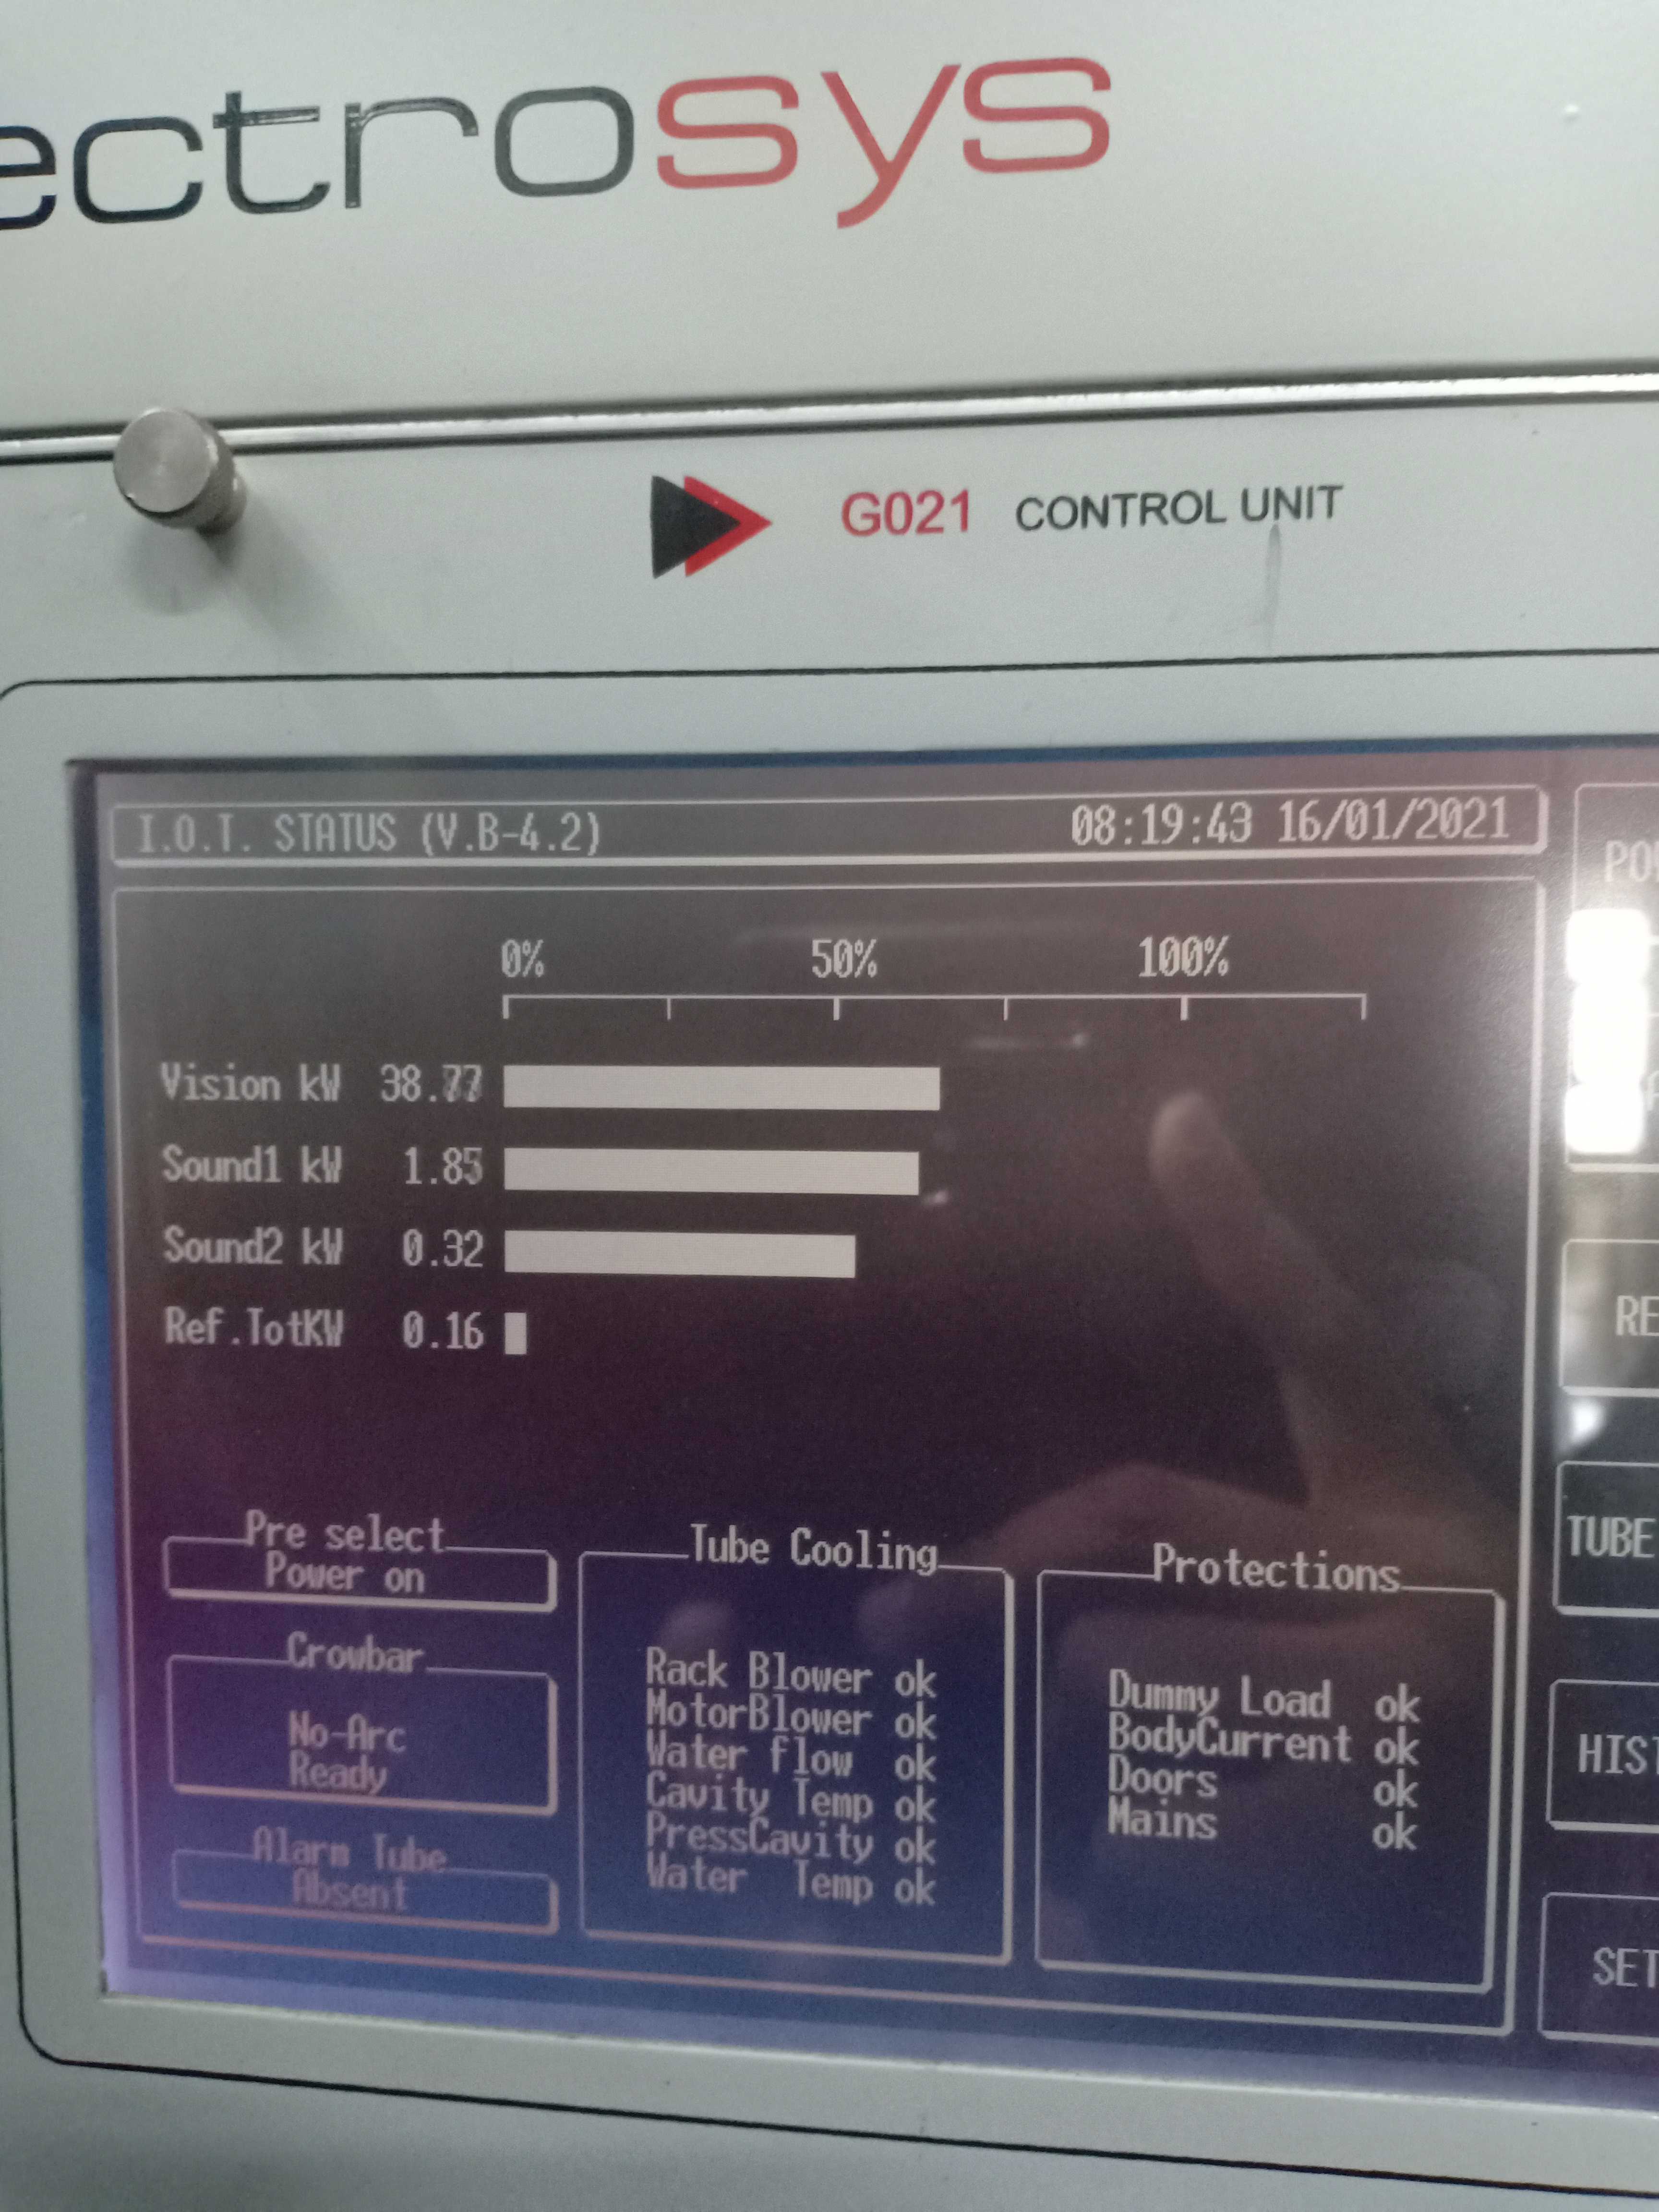 ectrosys
G021 CONTROL UNIT
I.O.T. STATUS (V.B-4.2) 08:19:43 16/01/2021
0% 50% 100%
Vision kW
Sound1 kW 1.85
Sound2 kW 0.32
Ref.TotKW 0.16
Pre select
Power on
Crowbar
No-Arc
Ready
Alarm Tube
Absent
Tube Cooling
Rack Blower ok
MotorBlower ok
Water flow ok
Cavity Temp ok
PressCavity ok
Water Temp ok
Protections
Dummy Load ok
BodyCurrent ok
Doors ok
Mains ok
RE
TUBE
HIS
SET